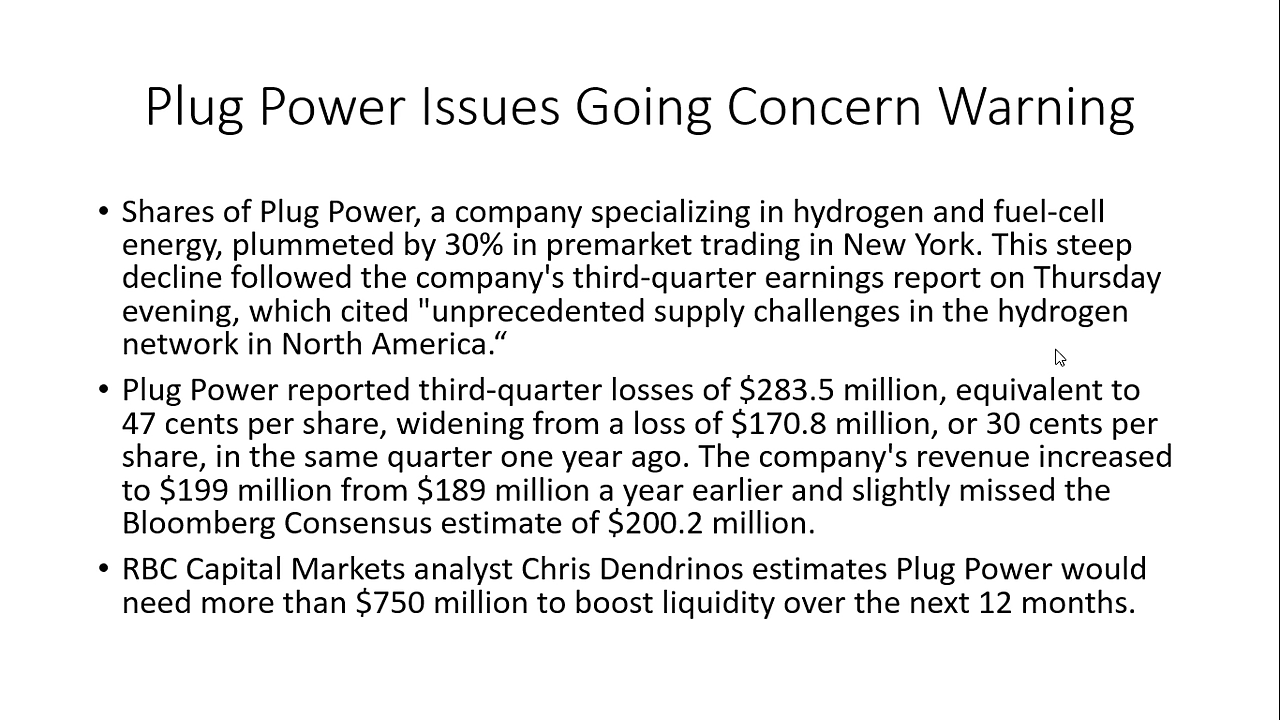 Plug Power Issues Going Concern Warning
• Shares of Plug Power, a company specializing in hydrogen and fuel-cell
energy, plummeted by 30% in premarket trading in New York. This steep
decline followed the company's third-quarter earnings report on Thursday
evening, which cited "unprecedented supply challenges in the hydrogen
network in North America.“
• Plug Power reported third-quarter losses of $283.5 million, equivalent to
47 cents per share, widening from a loss of $170.8 million, or 30 cents per
share, in the same quarter one year ago. The company's revenue increased
to $199 million from $189 million a year earlier and slightly missed the
Bloomberg Consensus estimate of $200.2 million.
• RBC Capital Markets analyst Chris Dendrinos estimates Plug Power would
need more than $750 million to boost liquidity over the next 12 months.